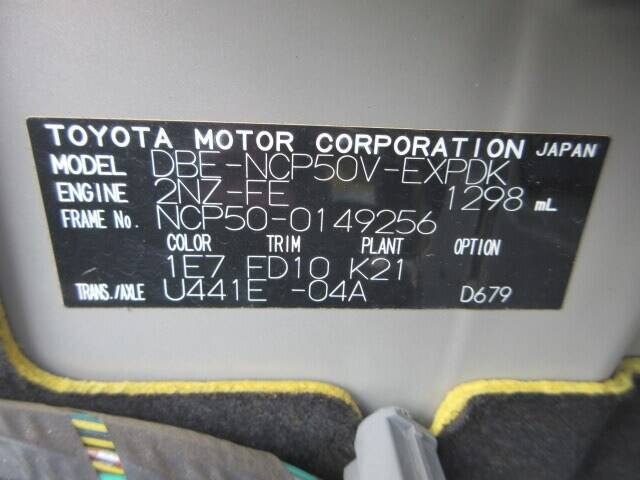 TOYOTA MOTOR CORPORATION JAPAN
MODEL DBE-NCP50V-EXPDK
ENGINE 2NZ-FE 1298 mL
FRAME No. NCP50-0149256
COLOR TRIM PLANT OPTION
1E7 FD10 K21
TRANS./AXLE U441E -04A D679